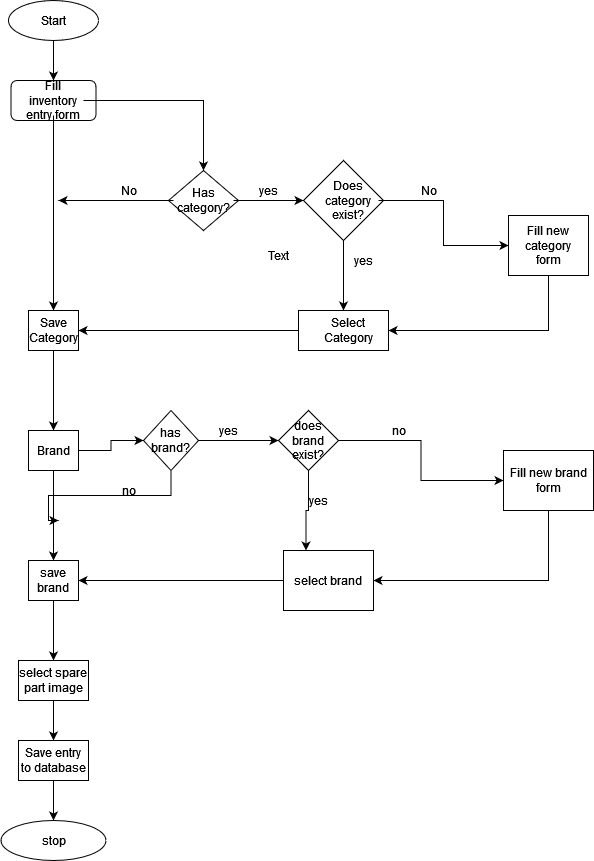 Start
Fill
inventory
entry form
Has
category?
No
yes
Does
category
exist?
No
Fill new
category
form
Text
yes
Save
Category
Select
Category
Brand
has
brand?
yes
does
brand
exist?
no
Fill new brand
form
no
yes
save
brand
select brand
select spare
part image
Save entry
to database
stop